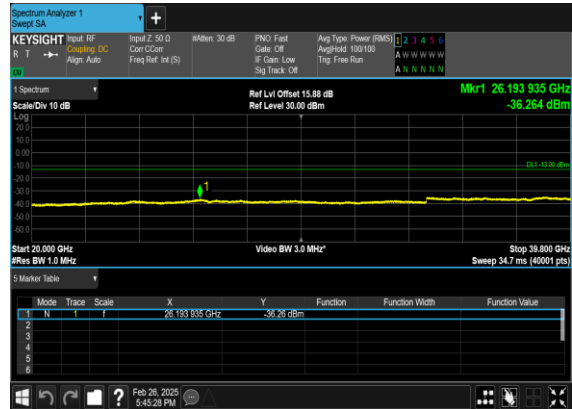 Spectrum Analyzer 1
Swept SA
+
KEYSIGHT
R T
Input: RF
Coupling: DC
Align: Auto
Input Z: 50 Ω
Corr CCorr
Freq Ref: Int (S)
#Atten: 30 dB
PNO: Fast
Gate: Off
IF Gain: Low
Sig Track: Off
Avg Type: Power (RMS)
Avg|Hold: 100/100
Trig: Free Run
1 2 3 4 5 6
A W W W W W
A N N N N N
1 Spectrum
Scale/Div 10 dB
Ref Lvl Offset 15.88 dB
Ref Level 30.00 dBm
Mkr1 26.193 935 GHz
-36.264 dBm
Log
20.0
10.0
0.00
-10.0
-20.0
-30.0
-40.0
-50.0
-60.0
DL1 -13.00 dBm
1
Start 20.000 GHz
#Res BW 1.0 MHz
Video BW 3.0 MHz*
Stop 39.800 GHz
Sweep 34.7 ms (40001 pts)
5 Marker Table
Mode Trace Scale X Y Function Function Width Function Value
1 N 1 f 26.193 935 GHz -36.26 dBm
2
3
4
5
6
?
Feb 26, 2025
5:45:28 PM